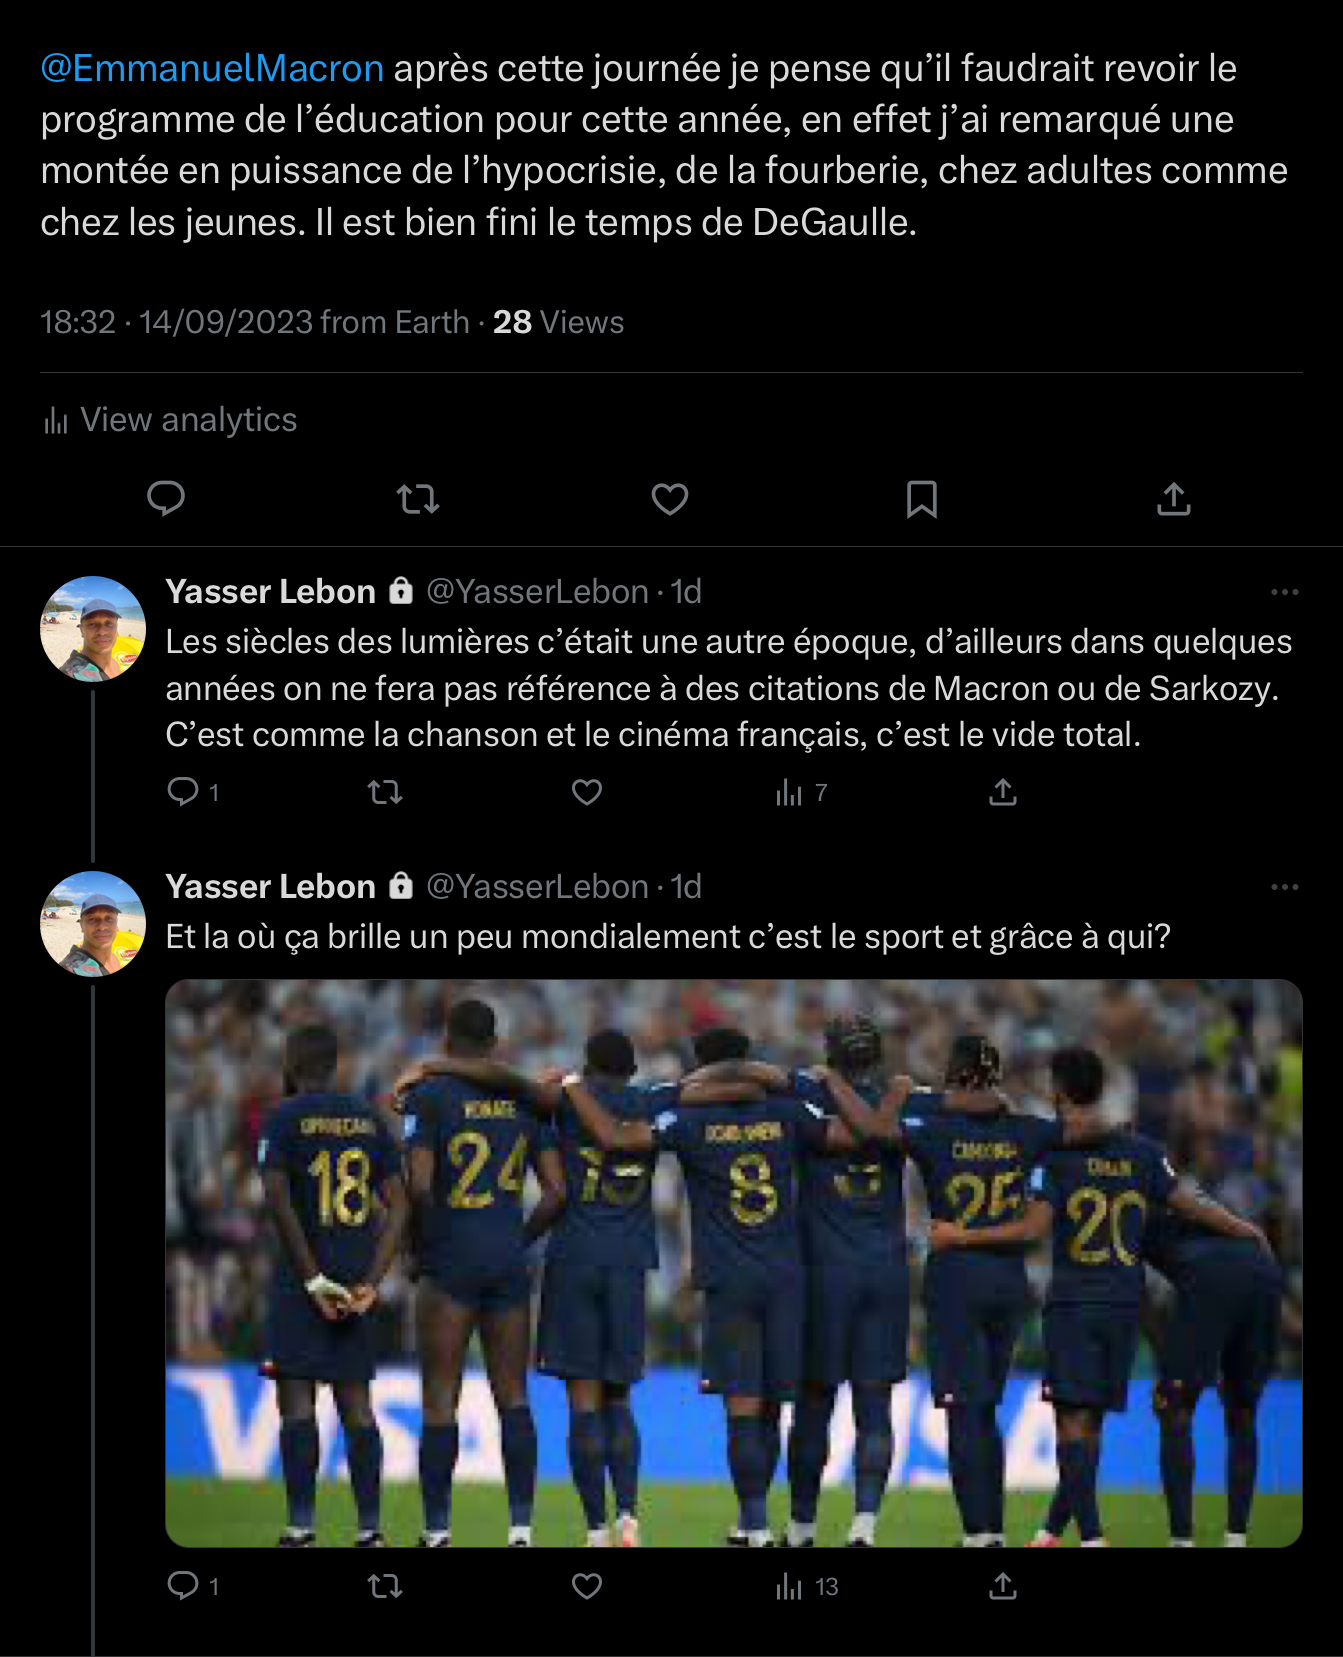 @EmmanuelMacron après cette journée je pense qu’il faudrait revoir le
programme de l’éducation pour cette année, en effet j’ai remarqué une
montée en puissance de l’hypocrisie, de la fourberie, chez adultes comme
chez les jeunes. Il est bien fini le temps de DeGaulle.
18:32 · 14/09/2023 from Earth · 28 Views
View analytics
Yasser Lebon @YasserLebon · 1d
Les siècles des lumières c’était une autre époque, d’ailleurs dans quelques
années on ne fera pas référence à des citations de Macron ou de Sarkozy.
C’est comme la chanson et le cinéma français, c’est le vide total.
1 7
Yasser Lebon @YasserLebon · 1d
Et la où ça brille un peu mondialement c’est le sport et grâce à qui?
18
24
8
25
20
VISA
1 13